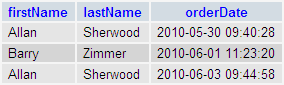 firstName lastName orderDate
Allan Sherwood 2010-05-30 09:40:28
Barry Zimmer 2010-06-01 11:23:20
Allan Sherwood 2010-06-03 09:44:58